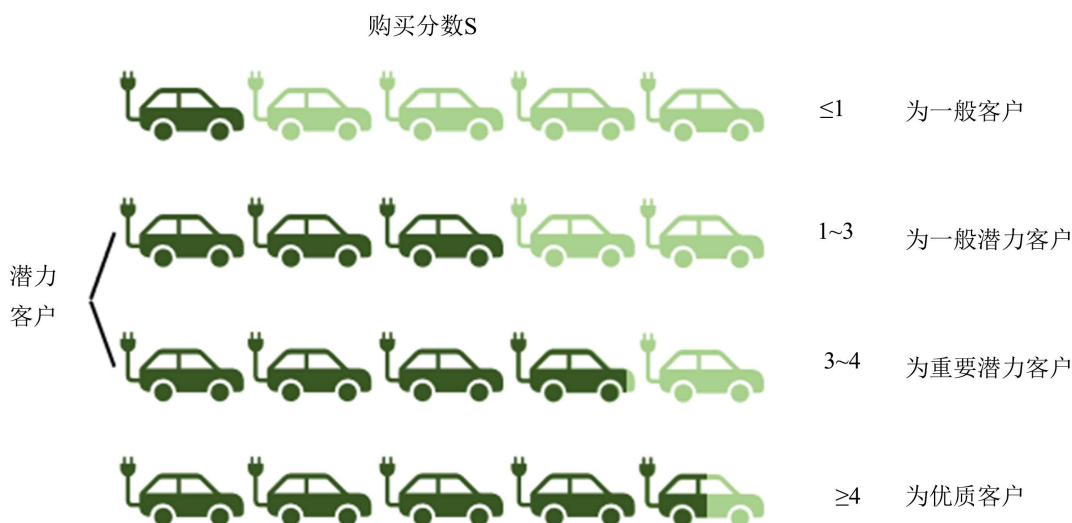 购买分数S
≤1 为一般客户
1~3 为一般潜力客户
潜力
客户
3~4 为重要潜力客户
≥4 为优质客户